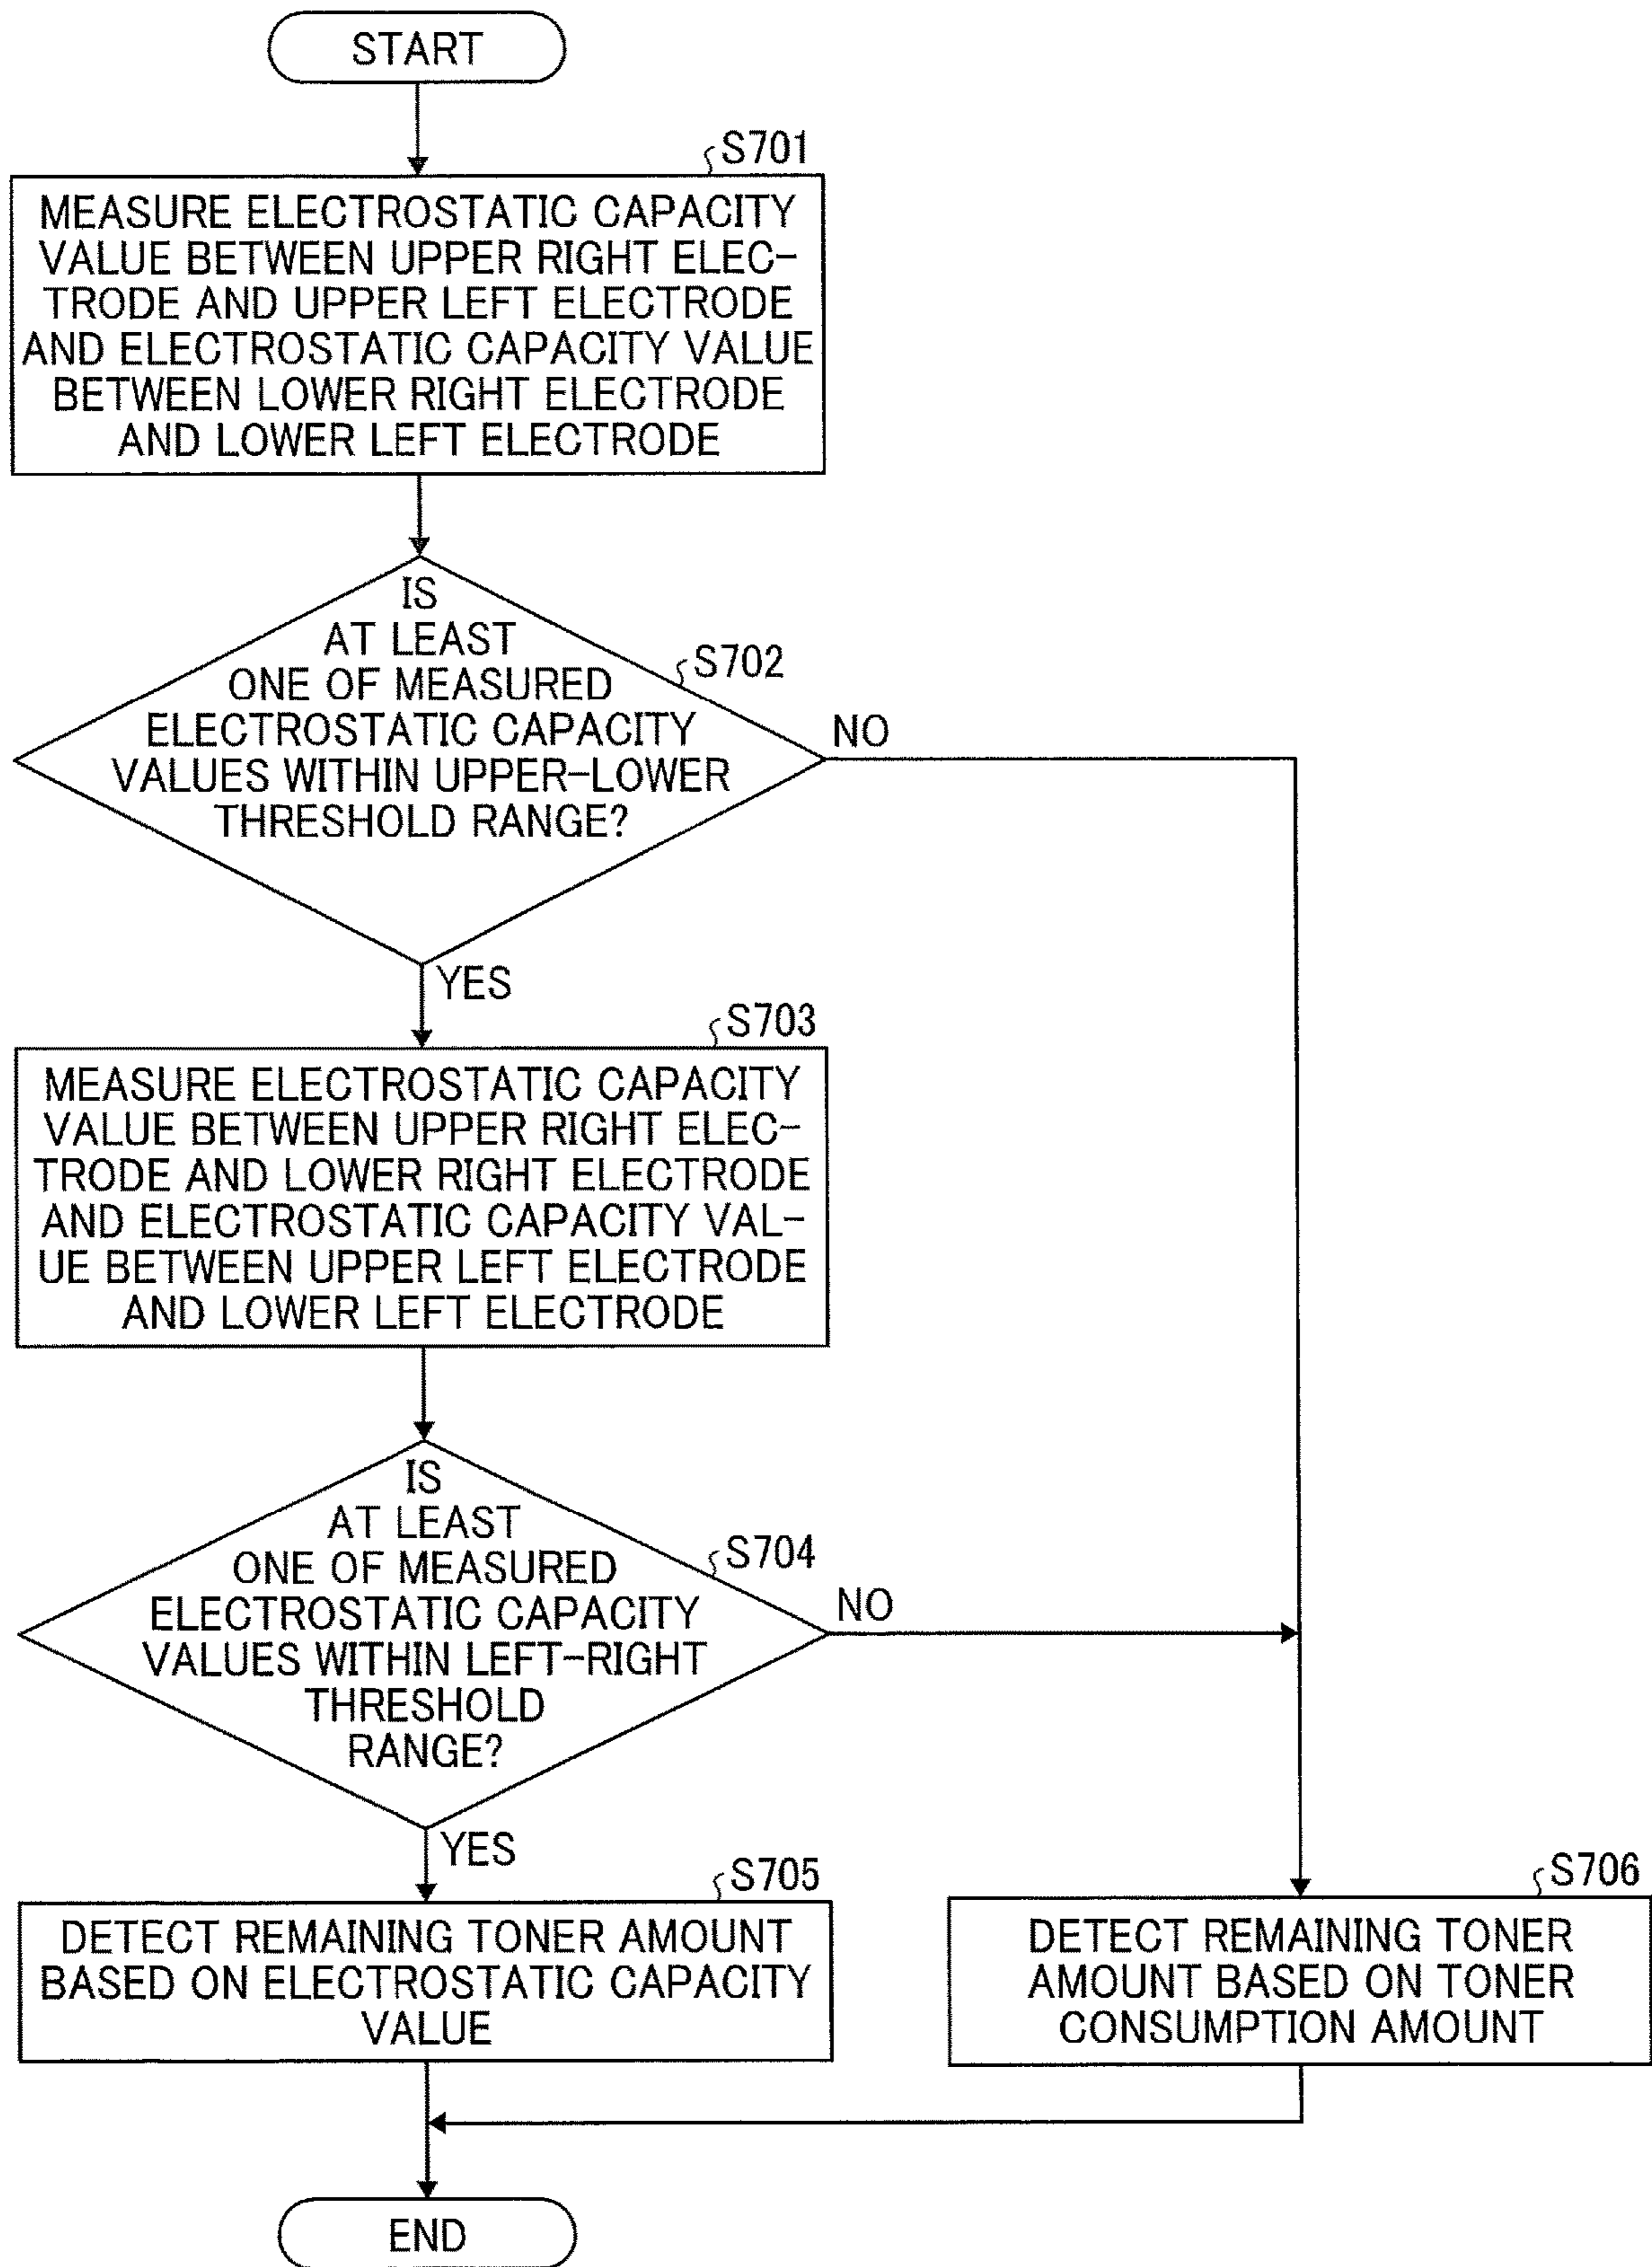 START
S701
MEASURE ELECTROSTATIC CAPACITY
VALUE BETWEEN UPPER RIGHT ELEC-
TRODE AND UPPER LEFT ELECTRODE
AND ELECTROSTATIC CAPACITY VALUE
BETWEEN LOWER RIGHT ELECTRODE
AND LOWER LEFT ELECTRODE
S702
IS
AT LEAST
ONE OF MEASURED
ELECTROSTATIC CAPACITY
VALUES WITHIN UPPER-LOWER
THRESHOLD RANGE?
NO
YES
S703
MEASURE ELECTROSTATIC CAPACITY
VALUE BETWEEN UPPER RIGHT ELEC-
TRODE AND LOWER RIGHT ELECTRODE
AND ELECTROSTATIC CAPACITY VAL-
UE BETWEEN UPPER LEFT ELECTRODE
AND LOWER LEFT ELECTRODE
S704
IS
AT LEAST
ONE OF MEASURED
ELECTROSTATIC CAPACITY
VALUES WITHIN LEFT-RIGHT
THRESHOLD
RANGE?
NO
YES
S705
DETECT REMAINING TONER AMOUNT
BASED ON ELECTROSTATIC CAPACITY
VALUE
S706
DETECT REMAINING TONER
AMOUNT BASED ON TONER
CONSUMPTION AMOUNT
END